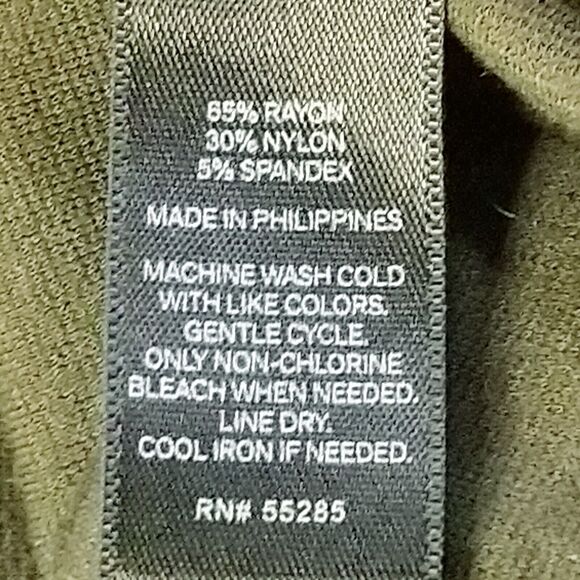 65% RAYON
30% NYLON
5% SPANDEX
MADE IN PHILIPPINES
MACHINE WASH COLD
WITH LIKE COLORS.
GENTLE CYCLE.
ONLY NON-CHLORINE
BLEACH WHEN NEEDED.
LINE DRY.
COOL IRON IF NEEDED.
RN# 55285